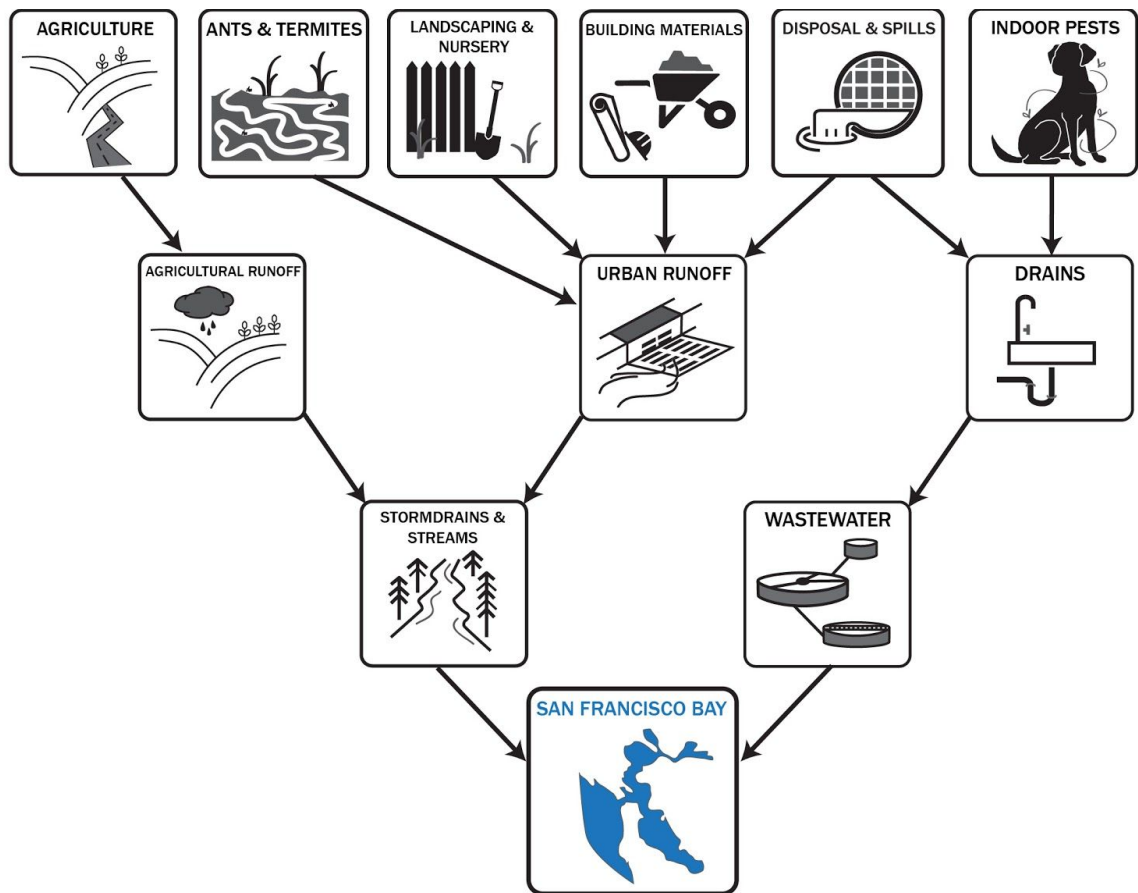 AGRICULTURE
ANTS & TERMITES
LANDSCAPING &
NURSERY
BUILDING MATERIALS
DISPOSAL & SPILLS
INDOOR PESTS
AGRICULTURAL RUNOFF
URBAN RUNOFF
DRAINS
STORMDRAINS &
STREAMS
WASTEWATER
SAN FRANCISCO BAY